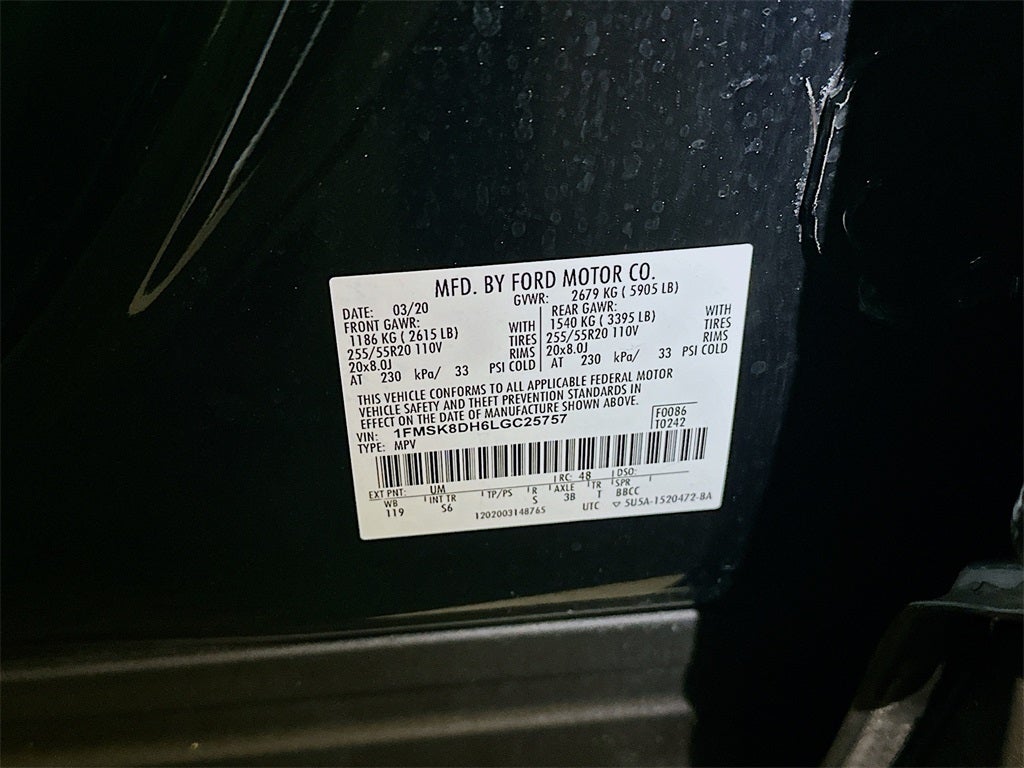 MFD. BY FORD MOTOR CO.
DATE: 03/20 GVWR: 2679 KG ( 5905 LB)
FRONT GAWR: REAR GAWR:
1186 KG ( 2615 LB) WITH 1540 KG ( 3395 LB) WITH
255/55R20 110V TIRES 255/55R20 110V TIRES
20x8.0J RIMS 20x8.0J RIMS
AT 230 kPa/ 33 PSI COLD AT 230 kPa/ 33 PSI COLD
THIS VEHICLE CONFORMS TO ALL APPLICABLE FEDERAL MOTOR
VEHICLE SAFETY AND THEFT PREVENTION STANDARDS IN
EFFECT ON THE DATE OF MANUFACTURE SHOWN ABOVE.
VIN: 1FMSK8DH6LGC25757 F0086
TYPE: MPV T0242
EXT PNT: UM RC: 48 DSO:
WB INT TR TP/PS R AXLE TR SPR
119 S6 S 3B T BBCC
1202003148765 UTC ▽ 5U5A-1520472-BA